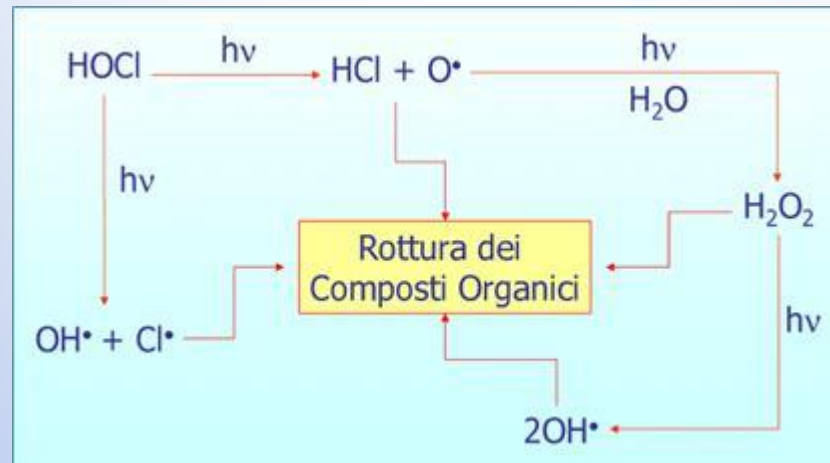 HOCl
hν
HCl + O•
hν
H₂O
hν
H₂O₂
Rottura dei
Composti Organici
hν
OH• + Cl•
2OH•